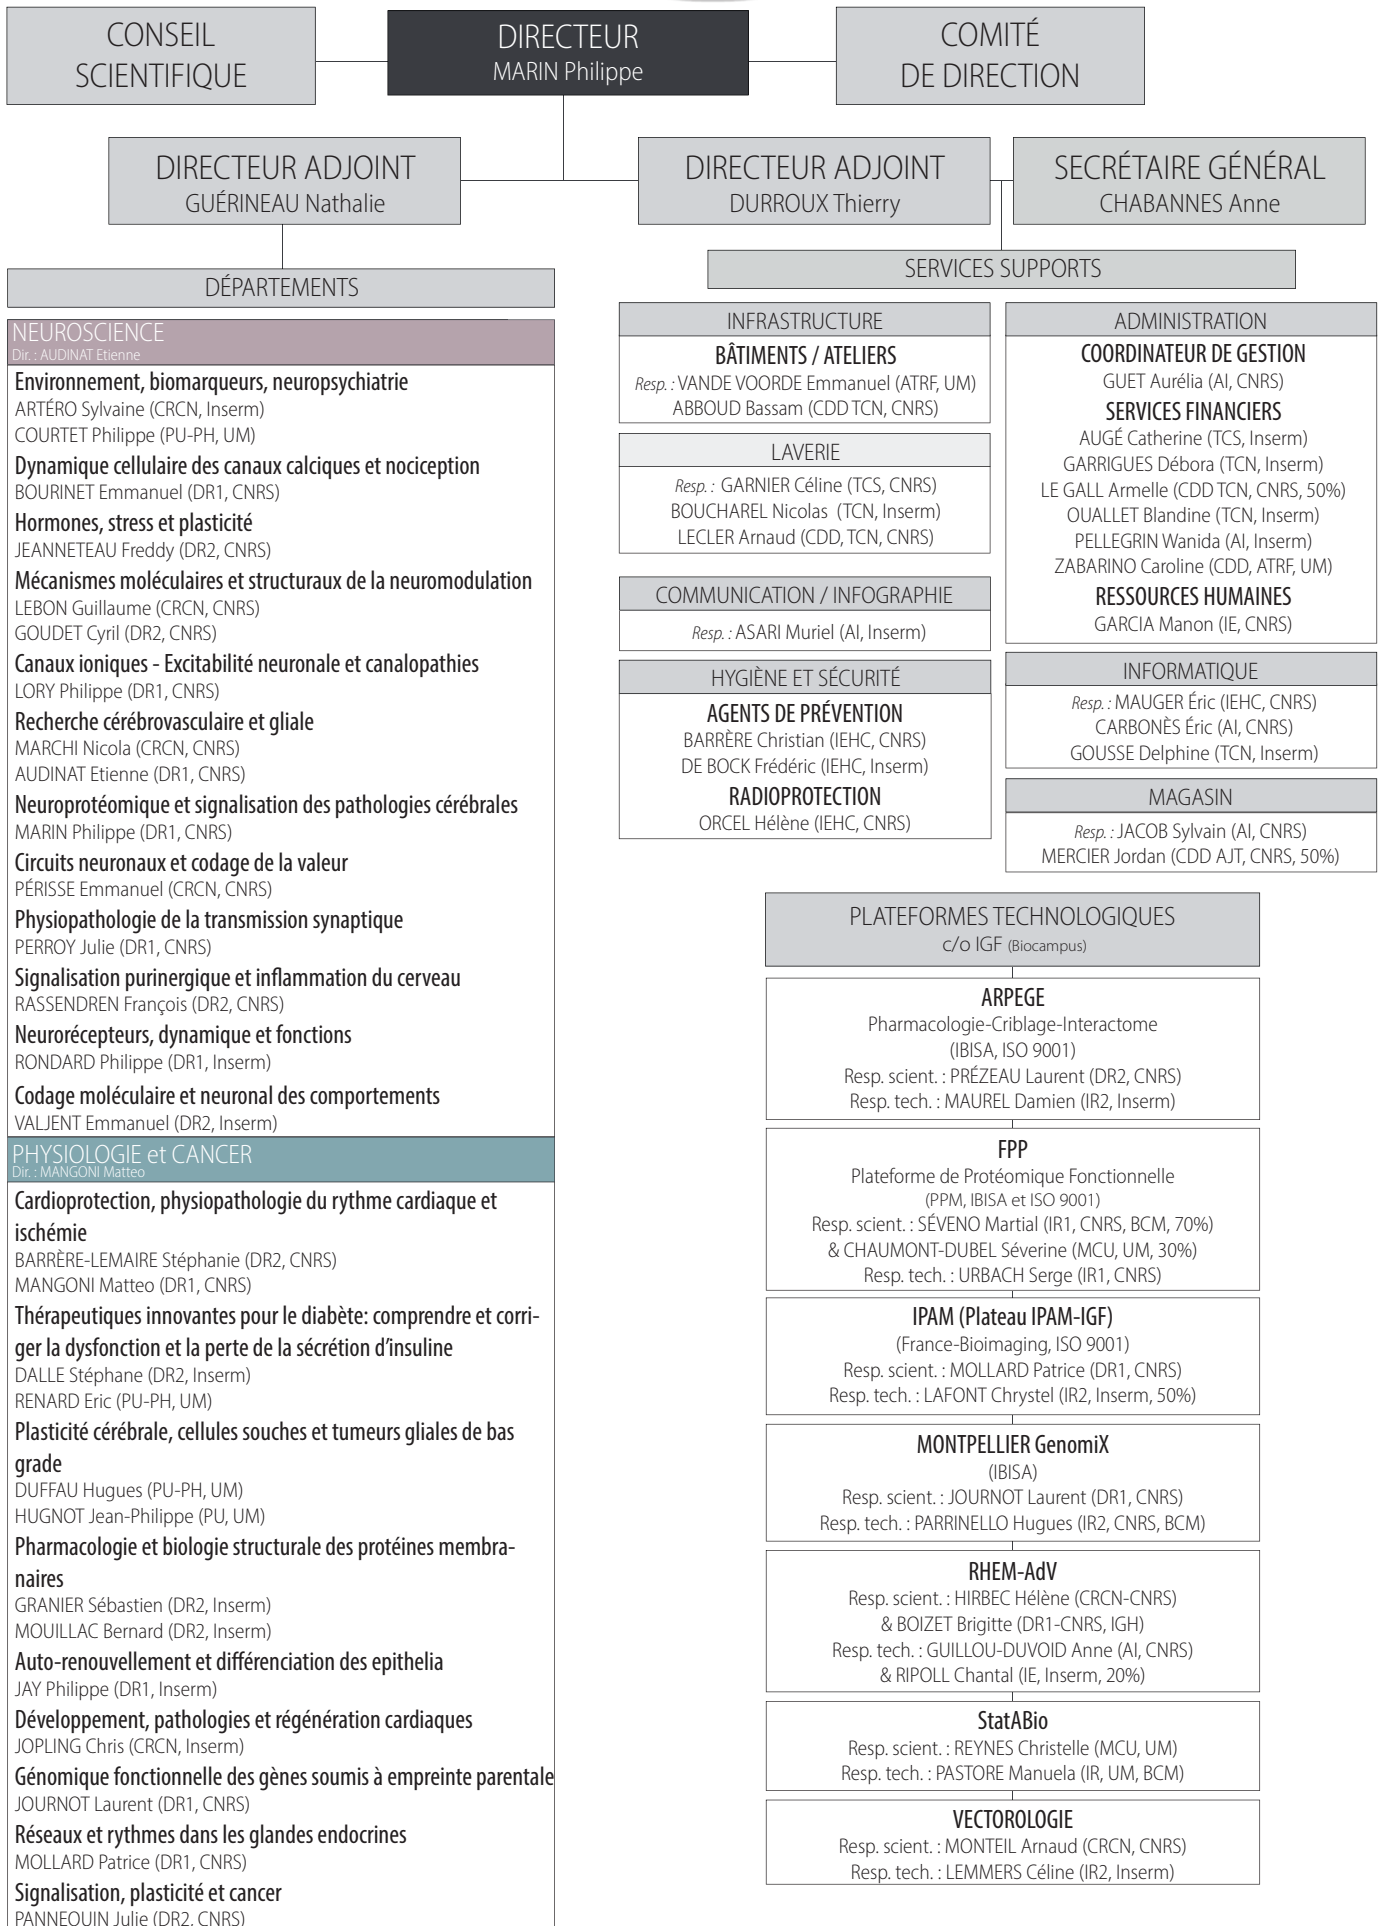 CONSEIL
SCIENTIFIQUE
DIRECTEUR
MARIN Philippe
COMITÉ
DE DIRECTION
DIRECTEUR ADJOINT
GUÉRINEAU Nathalie
DIRECTEUR ADJOINT
DURROUX Thierry
SECRÉTAIRE GÉNÉRAL
CHABANNES Anne
DÉPARTEMENTS
NEUROSCIENCE
Dir. : AUDINAT Etienne
Environnement, biomarqueurs, neuropsychiatrie
ARTÉRO Sylvaine (CRCN, Inserm)
COURTET Philippe (PU-PH, UM)
Dynamique cellulaire des canaux calciques et nociception
BOURINET Emmanuel (DR1, CNRS)
Hormones, stress et plasticité
JEANNETEAU Freddy (DR2, CNRS)
Mécanismes moléculaires et structuraux de la neuromodulation
LEBON Guillaume (CRCN, CNRS)
GOUDET Cyril (DR2, CNRS)
Canaux ioniques - Excitabilité neuronale et canalopathies
LORY Philippe (DR1, CNRS)
Recherche cérébrovasculaire et gliale
MARCHI Nicola (CRCN, CNRS)
AUDINAT Etienne (DR1, CNRS)
Neuroprotéomique et signalisation des pathologies cérébrales
MARIN Philippe (DR1, CNRS)
Circuits neuronaux et codage de la valeur
PÉRISSE Emmanuel (CRCN, CNRS)
Physiopathologie de la transmission synaptique
PERROY Julie (DR1, CNRS)
Signalisation purinergique et inflammation du cerveau
RASSENDREN François (DR2, CNRS)
Neurorécepteurs, dynamique et fonctions
RONDARD Philippe (DR1, Inserm)
Codage moléculaire et neuronal des comportements
VALJENT Emmanuel (DR2, Inserm)
PHYSIOLOGIE et CANCER
Dir. : MANGONI Matteo
Cardioprotection, physiopathologie du rythme cardiaque et
ischémie
BARRÈRE-LEMAIRE Stéphanie (DR2, CNRS)
MANGONI Matteo (DR1, CNRS)
Thérapeutiques innovantes pour le diabète: comprendre et corri-
ger la dysfonction et la perte de la sécrétion d'insuline
DALLE Stéphane (DR2, Inserm)
RENARD Eric (PU-PH, UM)
Plasticité cérébrale, cellules souches et tumeurs gliales de bas
grade
DUFFAU Hugues (PU-PH, UM)
HUGNOT Jean-Philippe (PU, UM)
Pharmacologie et biologie structurale des protéines membra-
naires
GRANIER Sébastien (DR2, Inserm)
MOUILLAC Bernard (DR2, Inserm)
Auto-renouvellement et différenciation des epithelia
JAY Philippe (DR1, Inserm)
Développement, pathologies et régénération cardiaques
JOPLING Chris (CRCN, Inserm)
Génomique fonctionnelle des gènes soumis à empreinte parentale
JOURNOT Laurent (DR1, CNRS)
Réseaux et rythmes dans les glandes endocrines
MOLLARD Patrice (DR1, CNRS)
Signalisation, plasticité et cancer
PANNEQUIN Julie (DR2, CNRS)
SERVICES SUPPORTS
INFRASTRUCTURE
BÂTIMENTS / ATELIERS
Resp. : VANDE VOORDE Emmanuel (ATRF, UM)
ABBOUD Bassam (CDD TCN, CNRS)
LAVERIE
Resp. : GARNIER Céline (TCS, CNRS)
BOUCHAREL Nicolas (TCN, Inserm)
LECLER Arnaud (CDD, TCN, CNRS)
COMMUNICATION / INFOGRAPHIE
Resp. : ASARI Muriel (AI, Inserm)
HYGIÈNE ET SÉCURITÉ
AGENTS DE PRÉVENTION
BARRÈRE Christian (IEHC, CNRS)
DE BOCK Frédéric (IEHC, Inserm)
RADIOPROTECTION
ORCEL Hélène (IEHC, CNRS)
ADMINISTRATION
COORDINATEUR DE GESTION
GUET Aurélia (AI, CNRS)
SERVICES FINANCIERS
AUGÉ Catherine (TCS, Inserm)
GARRIGUES Débora (TCN, Inserm)
LE GALL Armelle (CDD TCN, CNRS, 50%)
OUALLET Blandine (TCN, Inserm)
PELLEGRIN Wanida (AI, Inserm)
ZABARINO Caroline (CDD, ATRF, UM)
RESSOURCES HUMAINES
GARCIA Manon (IE, CNRS)
INFORMATIQUE
Resp. : MAUGER Éric (IEHC, CNRS)
CARBONÈS Éric (AI, CNRS)
GOUSSE Delphine (TCN, Inserm)
MAGASIN
Resp. : JACOB Sylvain (AI, CNRS)
MERCIER Jordan (CDD AJT, CNRS, 50%)
PLATEFORMES TECHNOLOGIQUES
c/o IGF (Biocampus)
ARPEGE
Pharmacologie-Criblage-Interactome
(IBISA, ISO 9001)
Resp. scient. : PRÉZEAU Laurent (DR2, CNRS)
Resp. tech. : MAUREL Damien (IR2, Inserm)
FPP
Plateforme de Protéomique Fonctionnelle
(PPM, IBISA et ISO 9001)
Resp. scient. : SÉVENO Martial (IR1, CNRS, BCM, 70%)
& CHAUMONT-DUBEL Séverine (MCU, UM, 30%)
Resp. tech. : URBACH Serge (IR1, CNRS)
IPAM (Plateau IPAM-IGF)
(France-Bioimaging, ISO 9001)
Resp. scient. : MOLLARD Patrice (DR1, CNRS)
Resp. tech. : LAFONT Chrystel (IR2, Inserm, 50%)
MONTPELLIER GenomiX
(IBISA)
Resp. scient. : JOURNOT Laurent (DR1, CNRS)
Resp. tech. : PARRINELLO Hugues (IR2, CNRS, BCM)
RHEM-AdV
Resp. scient. : HIRBEC Hélène (CRCN-CNRS)
& BOIZET Brigitte (DR1-CNRS, IGH)
Resp. tech. : GUILLOU-DUVOID Anne (AI, CNRS)
& RIPOLL Chantal (IE, Inserm, 20%)
StatABio
Resp. scient. : REYNES Christelle (MCU, UM)
Resp. tech. : PASTORE Manuela (IR, UM, BCM)
VECTOROLOGIE
Resp. scient. : MONTEIL Arnaud (CRCN, CNRS)
Resp. tech. : LEMMERS Céline (IR2, Inserm)